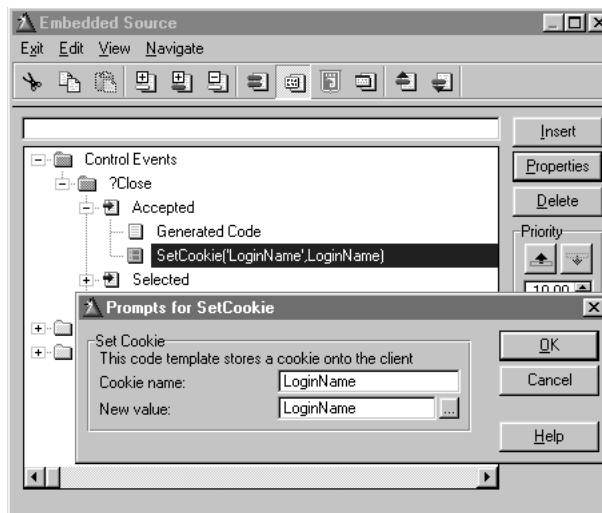 Embedded Source
Exit Edit View Navigate
Insert
Control Events
Properties
?Close
Delete
Accepted
Priority
Generated Code
SetCookie('LoginName',LoginName)
Selected
10.00
Prompts for SetCookie
Set Cookie
This code template stores a cookie onto the client
OK
Cookie name: LoginName
Cancel
New value: LoginName ...
Help